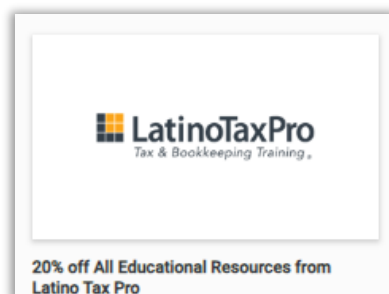 LatinoTaxPro
Tax & Bookkeeping Training
20% off All Educational Resources from
Latino Tax Pro